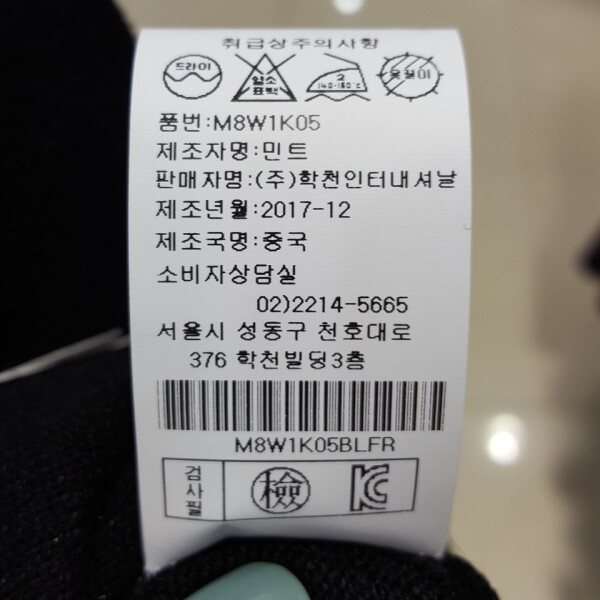 취급상주의사항
드라이
염소
표백
2
140-160°C
옷걸이
품번:M8W1K05
제조자명:민트
판매자명:(주)학천인터내셔날
제조년월:2017-12
제조국명:중국
소비자상담실
02)2214-5665
서울시 성동구 천호대로
376 학천빌딩3층
M8W1K05BLFR
검사필
檢
KC